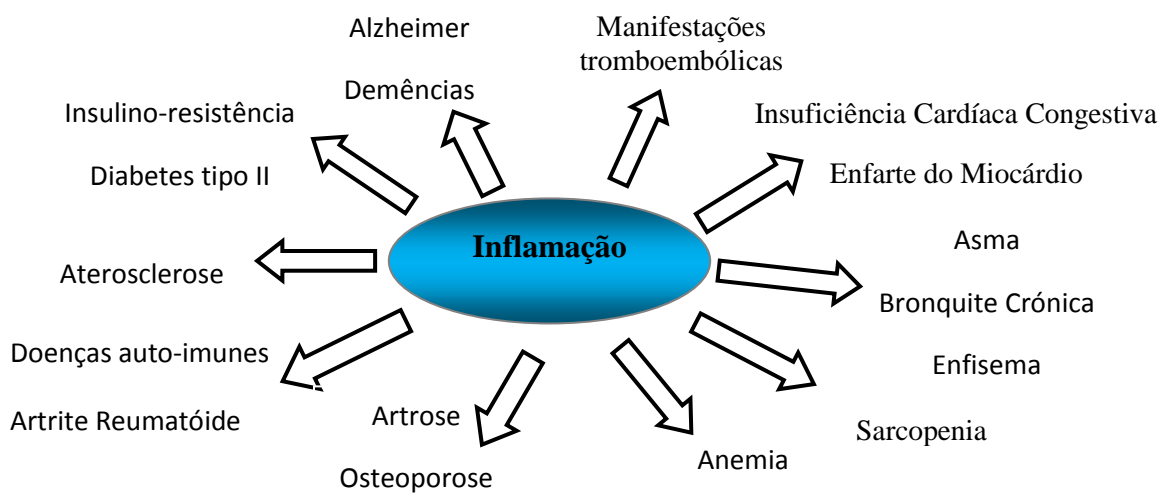 Alzheimer
Demências
Manifestações
tromboembólicas
Insulino-resistência
Diabetes tipo II
Insuficiência Cardíaca Congestiva
Enfarte do Miocárdio
Inflamação
Aterosclerose
Asma
Bronquite Crónica
Enfisema
Doenças auto-imunes
Artrite Reumatóide
Artrose
Osteoporose
Anemia
Sarcopenia